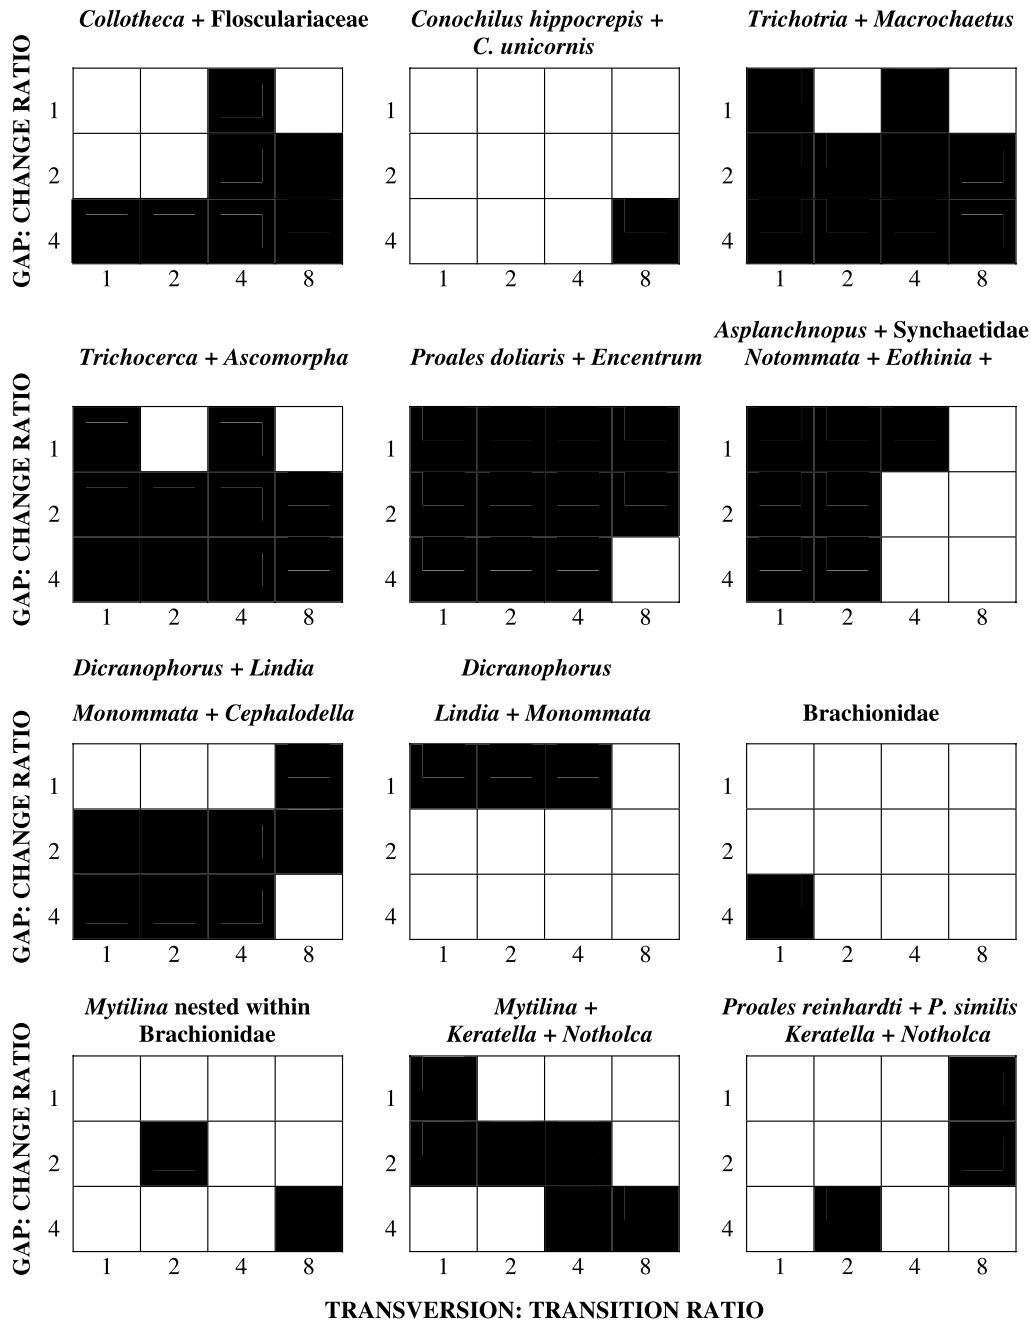 Collotheca + Flosculariaceae
Conochilus hippocrepis +
C. unicornis
Trichotria + Macrochaetus
GAP: CHANGE RATIO
1
2
4
1 2 4 8
1
2
4
1 2 4 8
1
2
4
1 2 4 8
Trichocerca + Ascomorpha
Proales doliaris + Encentrum
Asplanchnopus + Synchaetidae
Notommata + Eothinia +
GAP: CHANGE RATIO
1
2
4
1 2 4 8
1
2
4
1 2 4 8
1
2
4
1 2 4 8
Dicranophorus + Lindia
Monommata + Cephalodella
Dicranophorus
Lindia + Monommata
Brachionidae
GAP: CHANGE RATIO
1
2
4
1 2 4 8
1
2
4
1 2 4 8
1
2
4
1 2 4 8
Mytilina nested within
Brachionidae
Mytilina +
Keratella + Notholca
Proales reinhardti + P. similis
Keratella + Notholca
GAP: CHANGE RATIO
1
2
4
1 2 4 8
1
2
4
1 2 4 8
1
2
4
1 2 4 8
TRANSVERSION: TRANSITION RATIO